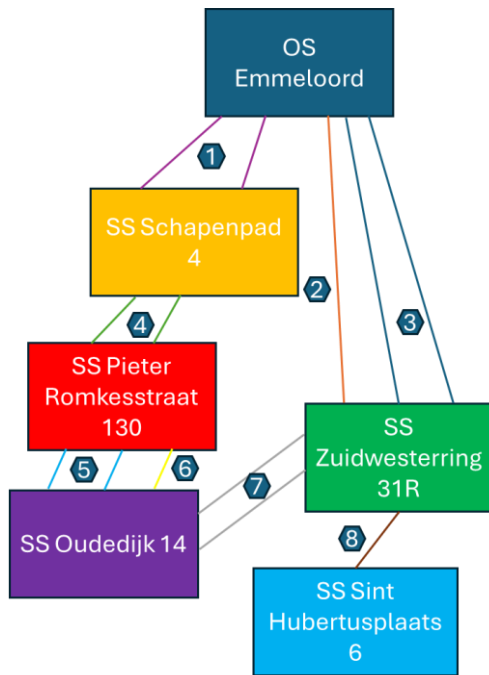 OS
Emmeloord
1
SS Schapenpad
4
2
3
4
SS Pieter
Romkesstraat
130
5
6
SS
Zuidwesterring
31R
7
SS Oudedijk 14
8
SS Sint
Hubertusplaats
6